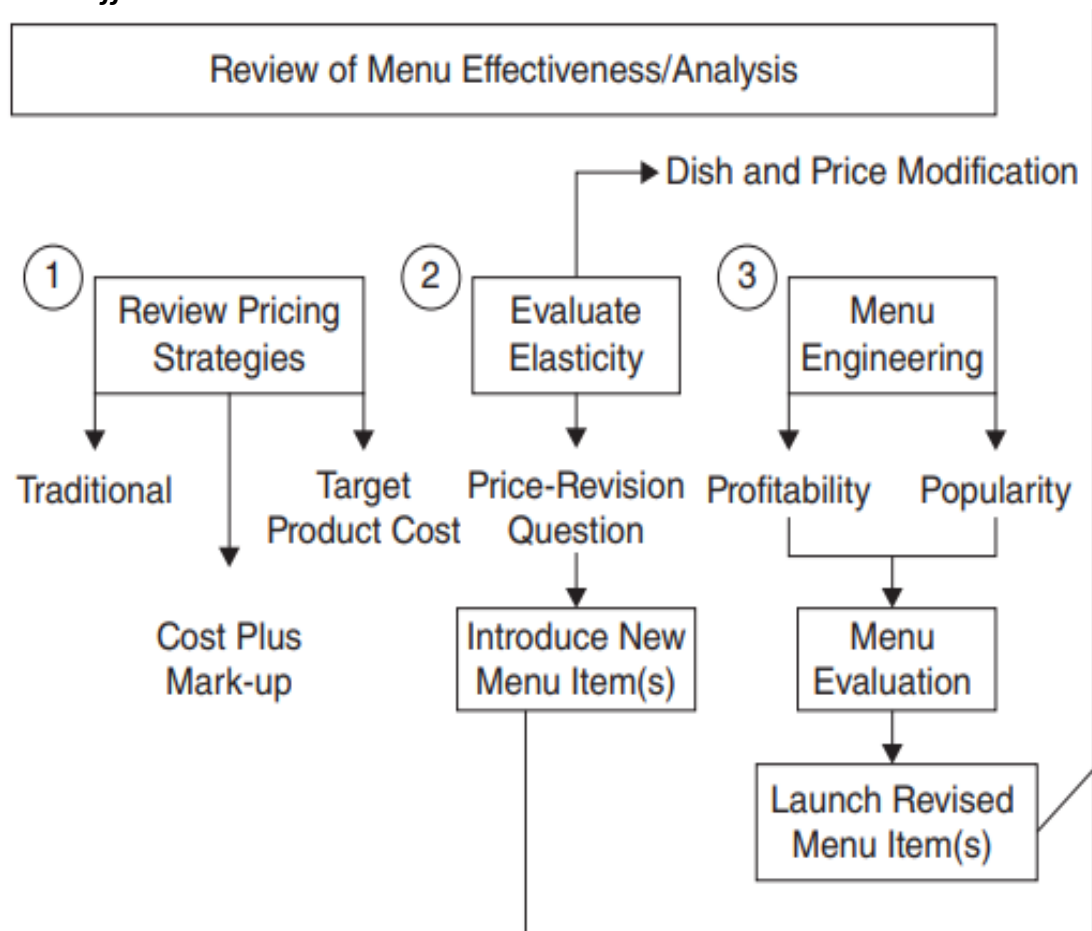 Review of Menu Effectiveness/Analysis
Dish and Price Modification
1
Review Pricing
Strategies
2
Evaluate
Elasticity
3
Menu
Engineering
Traditional
Target
Product Cost
Price-Revision
Question
Profitability
Popularity
Cost Plus
Mark-up
Introduce New
Menu Item(s)
Menu
Evaluation
Launch Revised
Menu Item(s)